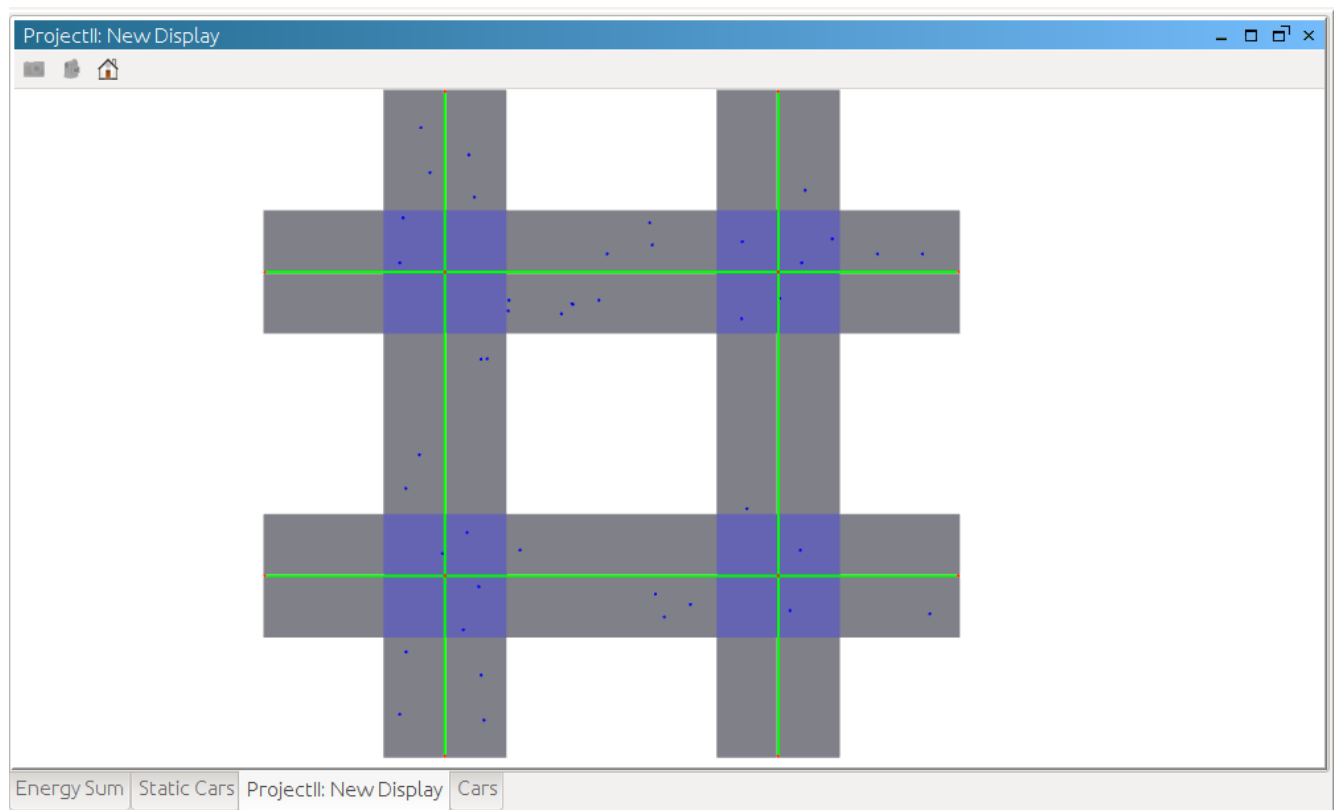 ProjectII: New Display
Energy Sum
Static Cars
ProjectII: New Display
Cars